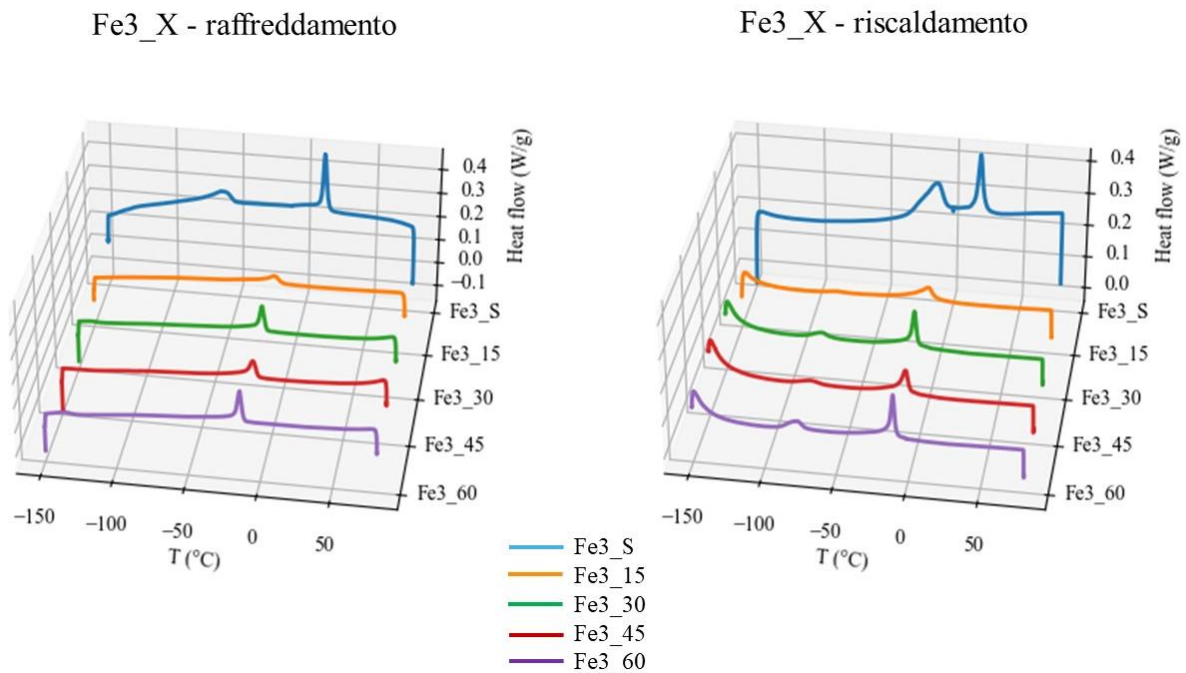 Fe3_X - raffreddamento
Fe3_X - riscaldamento
Heat flow (W/g)
0.4
0.3
0.2
0.1
0.0
−0.1
Fe3_S
Fe3_15
Fe3_30
Fe3_45
Fe3_60
−150
−100
−50
0
50
T (°C)
Heat flow (W/g)
0.4
0.3
0.2
0.1
0.0
Fe3_S
Fe3_15
Fe3_30
Fe3_45
Fe3_60
−150
−100
−50
0
50
T (°C)
Fe3_S
Fe3_15
Fe3_30
Fe3_45
Fe3_60